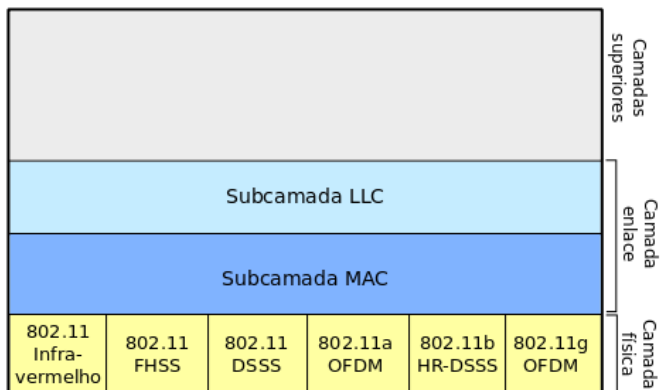 Camadas
superiores
Subcamada LLC
Camada
enlace
Subcamada MAC
802.11
Infra-
vermelho
802.11
FHSS
802.11
DSSS
802.11a
OFDM
802.11b
HR-DSSS
802.11g
OFDM
Camada
física